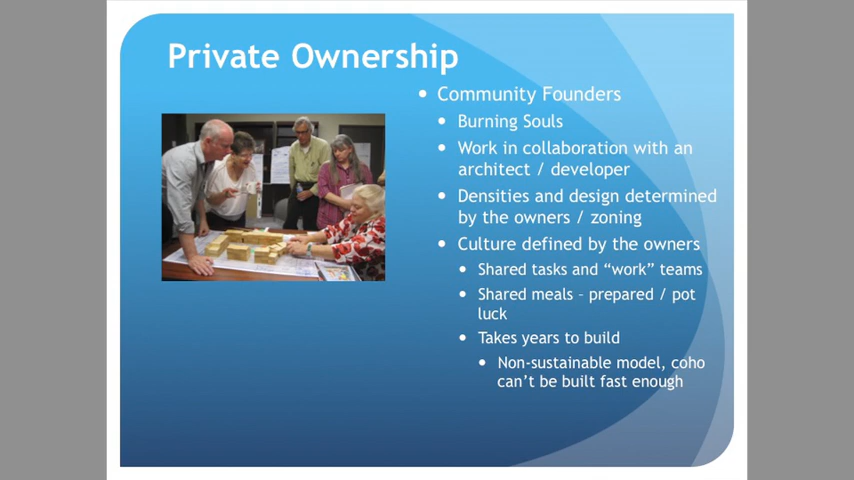 Private Ownership
• Community Founders
• Burning Souls
• Work in collaboration with an
architect / developer
• Densities and design determined
by the owners / zoning
• Culture defined by the owners
• Shared tasks and “work” teams
• Shared meals – prepared / pot
luck
• Takes years to build
• Non-sustainable model, coho
can’t be built fast enough